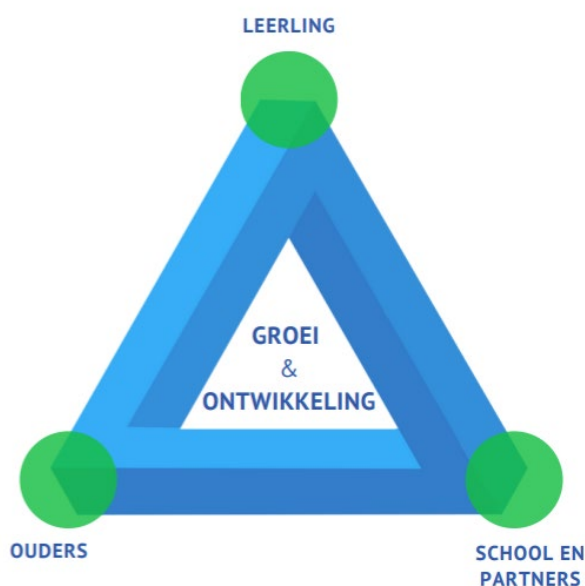 LEERLING
GROEI
&
ONTWIKKELING
OUDERS
SCHOOL EN
PARTNERS